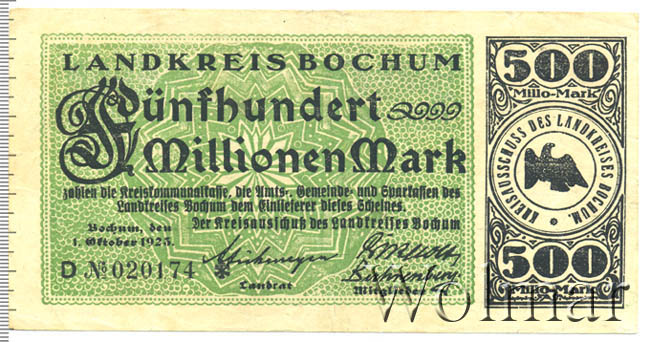 LANDKREIS BOCHUM
Fünfhundert
Millionen Mark
zahlen die Kreiskommunalkasse, die Amts-, Gemeinde- und Sparkassen des
Landkreises Bochum dem Einlieferer dieses Scheines.
Bochum, den
1. Oktober 1923.
Der Kreisausschuß des Landkreises Bochum
D No 020174
Landrat
Mitglieder
500
Millo-Mark
KREISAUSSCHUSS DES LANDKREISES BOCHUM.
500
Millo-Mark
Wolmar